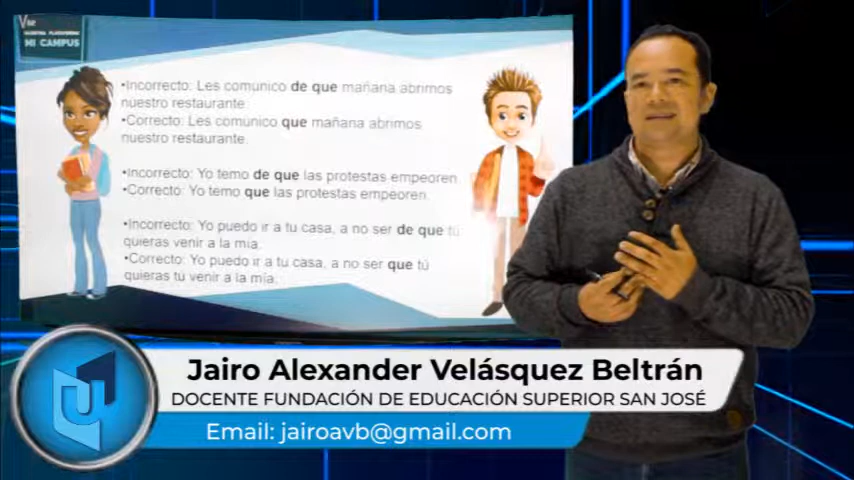 NUESTRA PLATAFORMA
MI CAMPUS
•Incorrecto: Les comunico de que mañana abrimos
nuestro restaurante.
•Correcto: Les comunico que mañana abrimos
nuestro restaurante.
•Incorrecto: Yo temo de que las protestas empeoren.
•Correcto: Yo temo que las protestas empeoren.
•Incorrecto: Yo puedo ir a tu casa, a no ser de que tú
quieras venir a la mía.
•Correcto: Yo puedo ir a tu casa, a no ser que tú
quieras tú venir a la mía.
Jairo Alexander Velásquez Beltrán
DOCENTE FUNDACIÓN DE EDUCACIÓN SUPERIOR SAN JOSÉ
Email: jairoavb@gmail.com